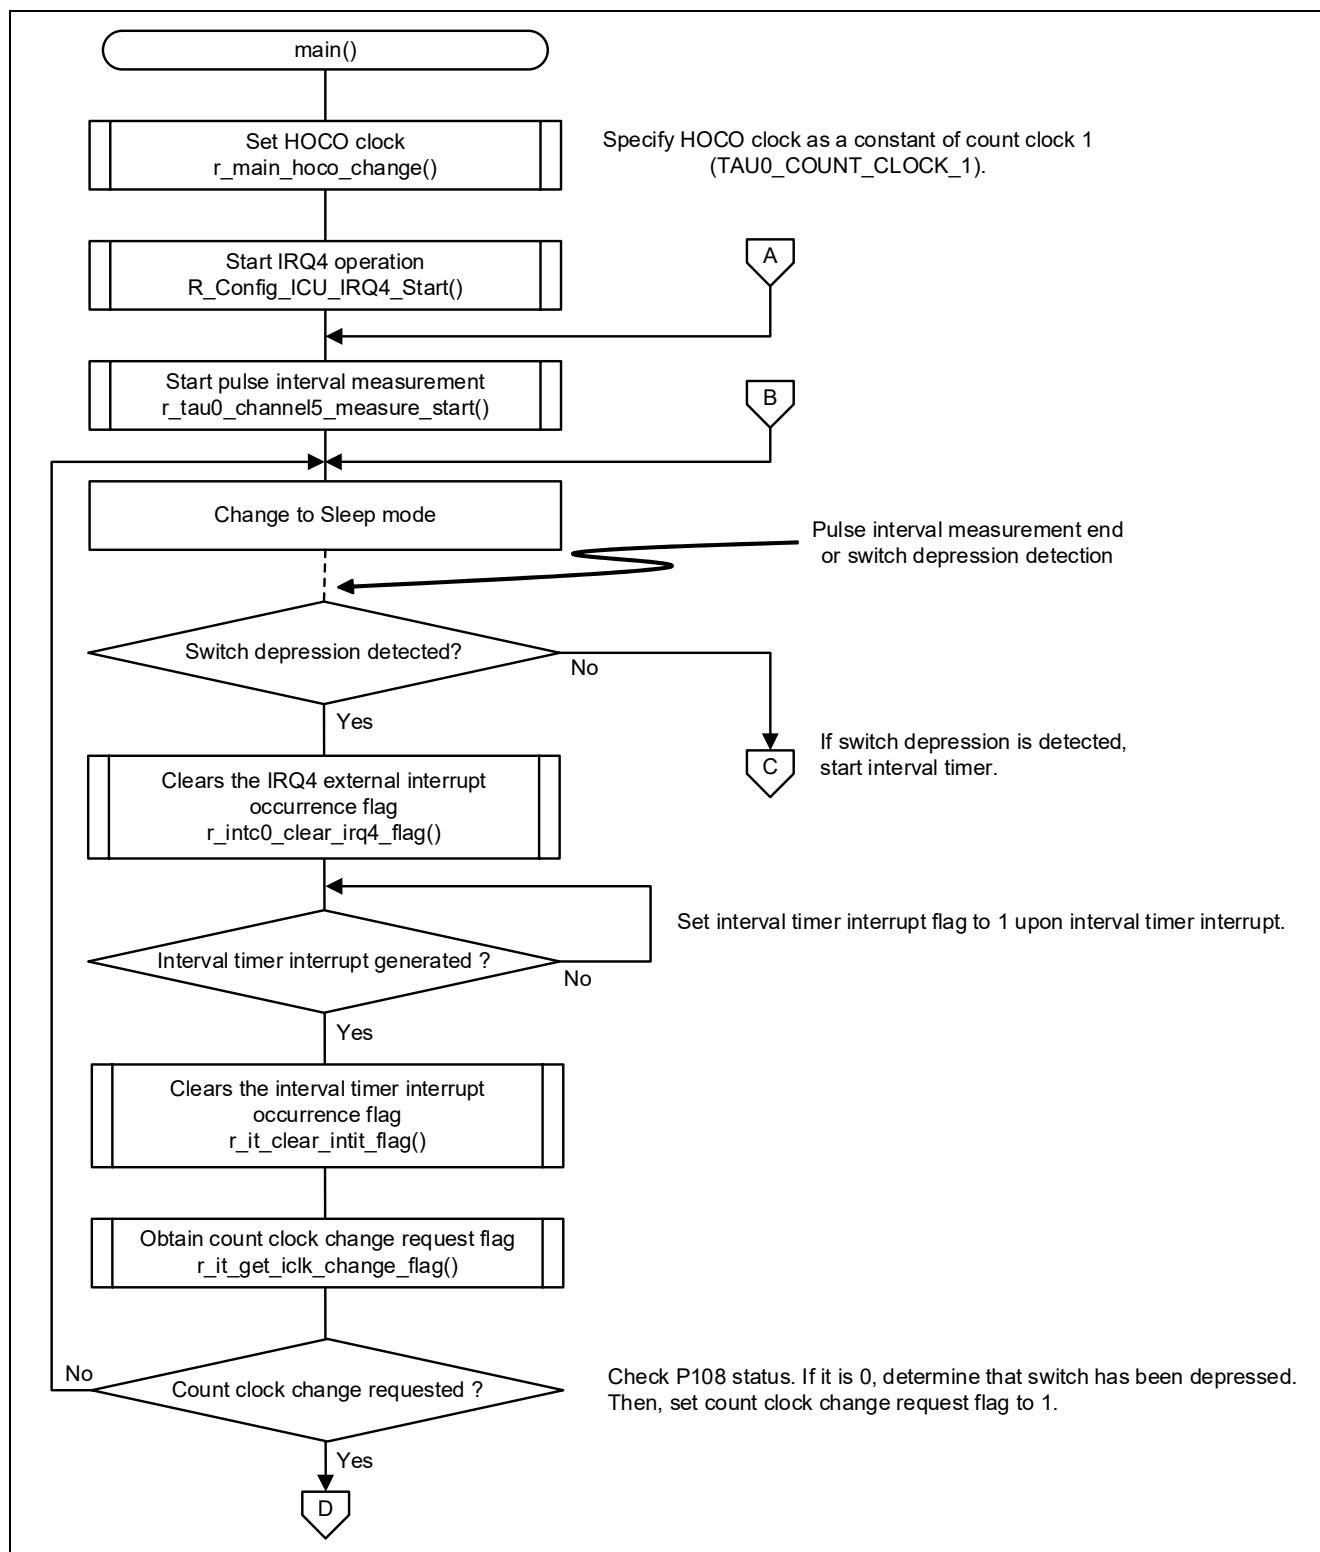 main()
Set HOCO clock
r_main_hoco_change()
Specify HOCO clock as a constant of count clock 1
(TAU0_COUNT_CLOCK_1).
Start IRQ4 operation
R_Config_ICU_IRQ4_Start()
A
Start pulse interval measurement
r_tau0_channel5_measure_start()
B
Change to Sleep mode
Pulse interval measurement end
or switch depression detection
Switch depression detected?
No
Yes
If switch depression is detected,
start interval timer.
C
Clears the IRQ4 external interrupt
occurrence flag
r_intc0_clear_irq4_flag()
Set interval timer interrupt flag to 1 upon interval timer interrupt.
Interval timer interrupt generated ?
No
Yes
Clears the interval timer interrupt
occurrence flag
r_it_clear_intit_flag()
Obtain count clock change request flag
r_it_get_iclk_change_flag()
No
Count clock change requested ?
Check P108 status. If it is 0, determine that switch has been depressed.
Then, set count clock change request flag to 1.
Yes
D